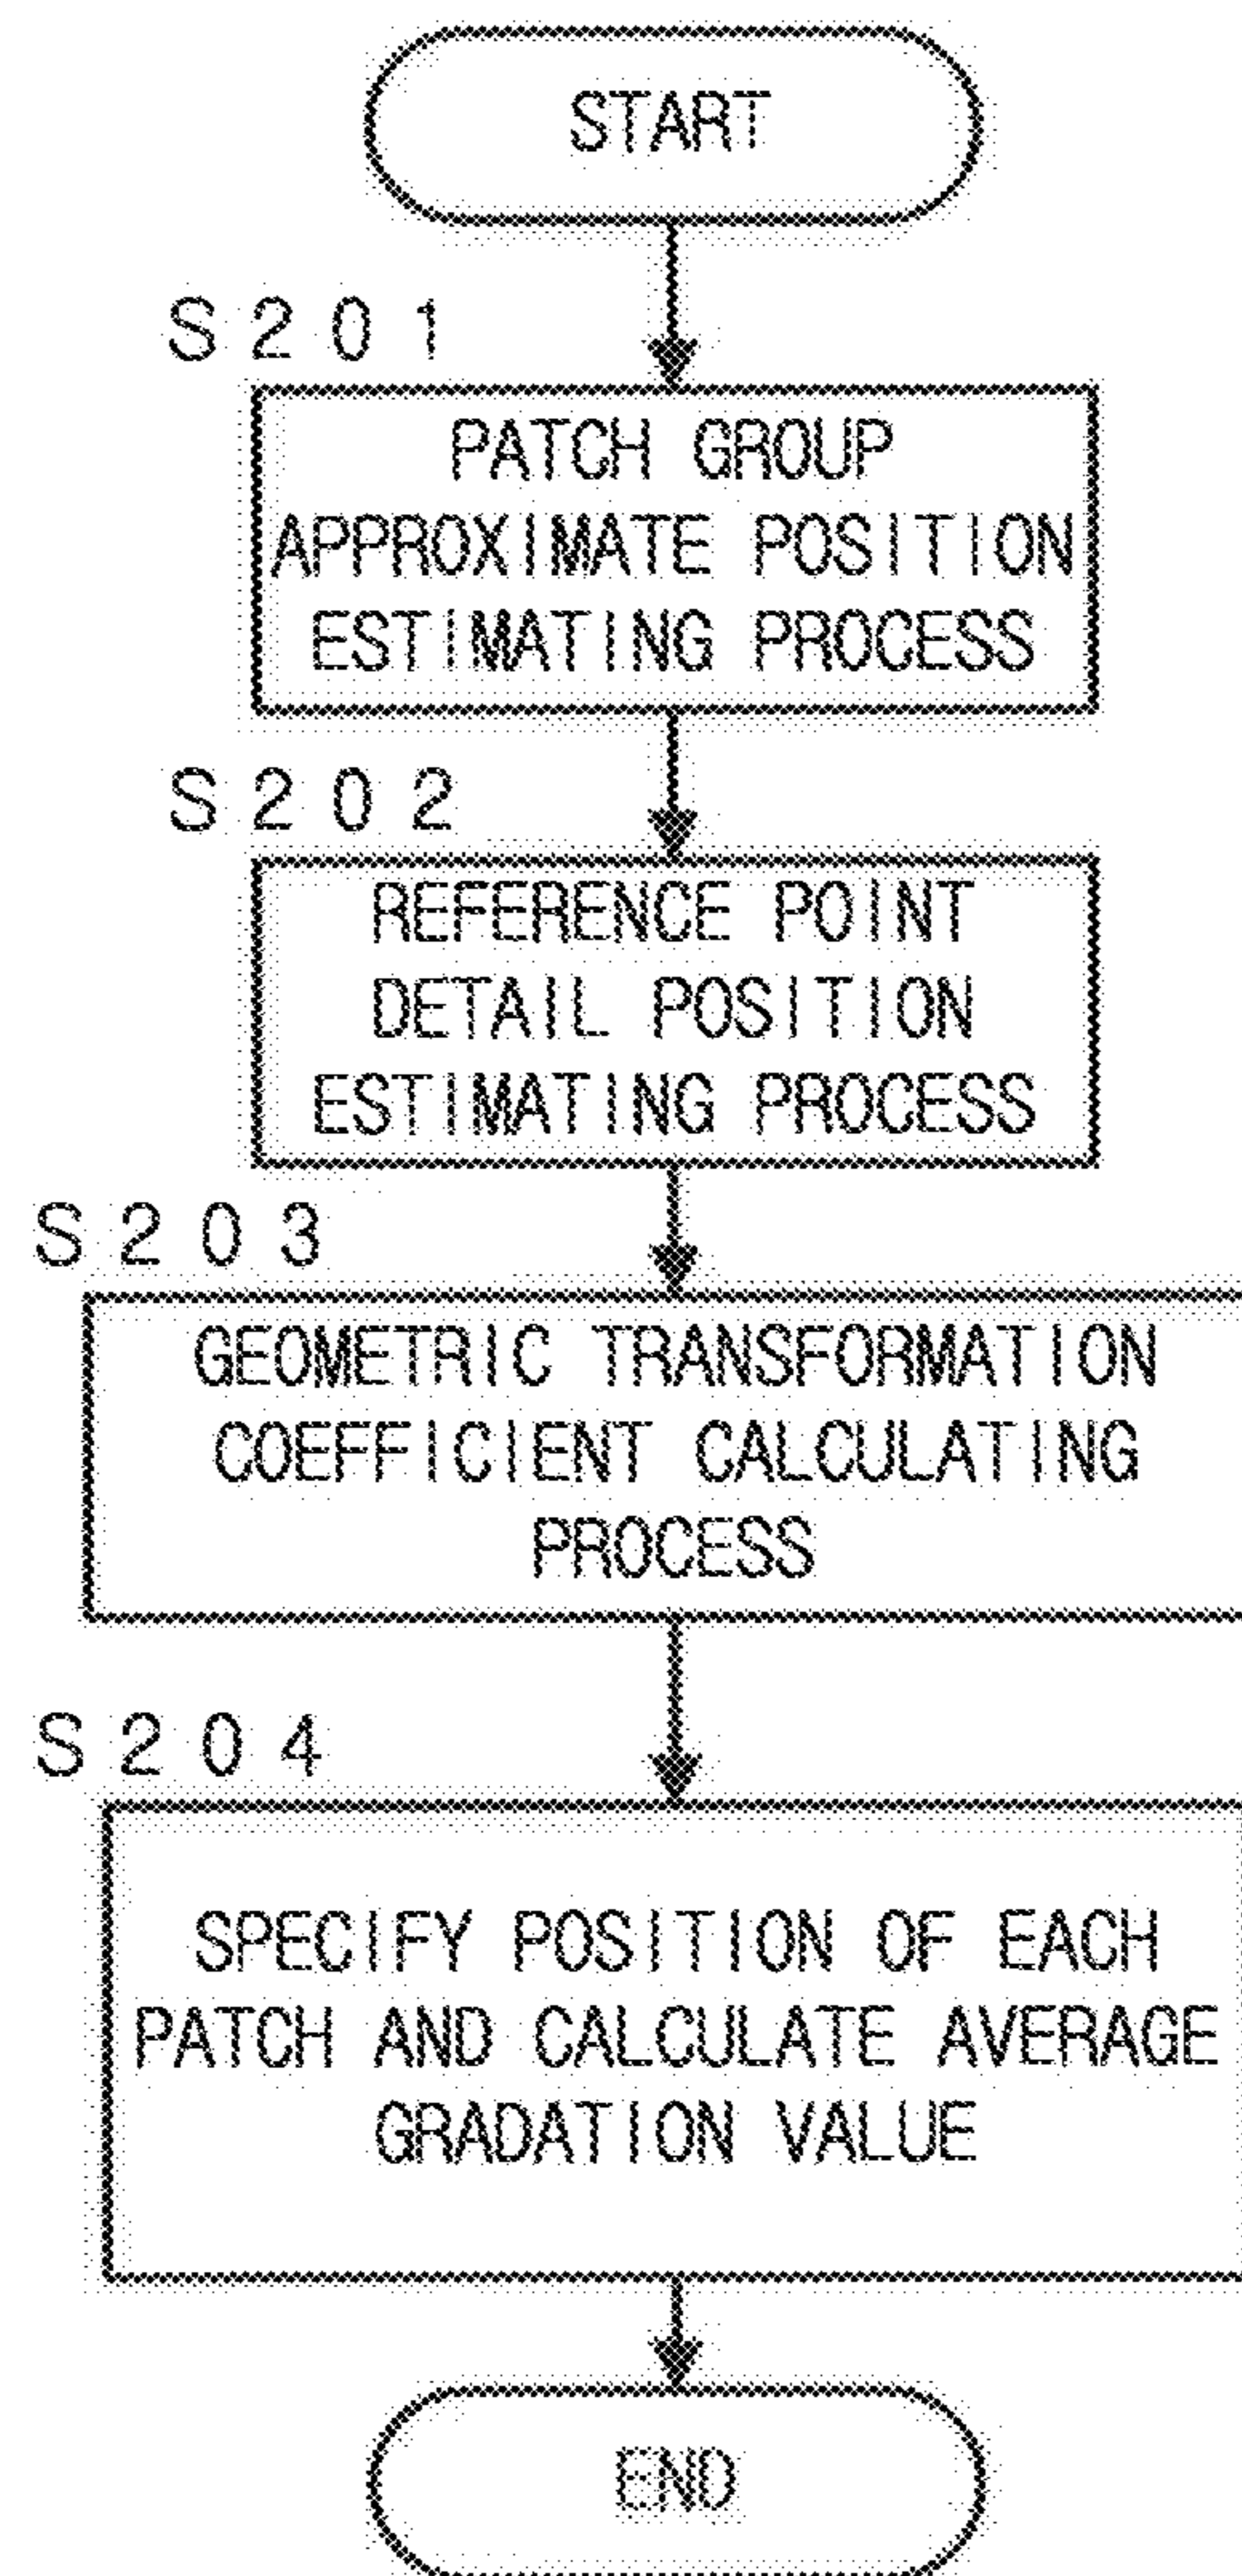 START
S201
PATCH GROUP
APPROXIMATE POSITION
ESTIMATING PROCESS
S202
REFERENCE POINT
DETAIL POSITION
ESTIMATING PROCESS
S203
GEOMETRIC TRANSFORMATION
COEFFICIENT CALCULATING
PROCESS
S204
SPECIFY POSITION OF EACH
PATCH AND CALCULATE AVERAGE
GRADATION VALUE
END